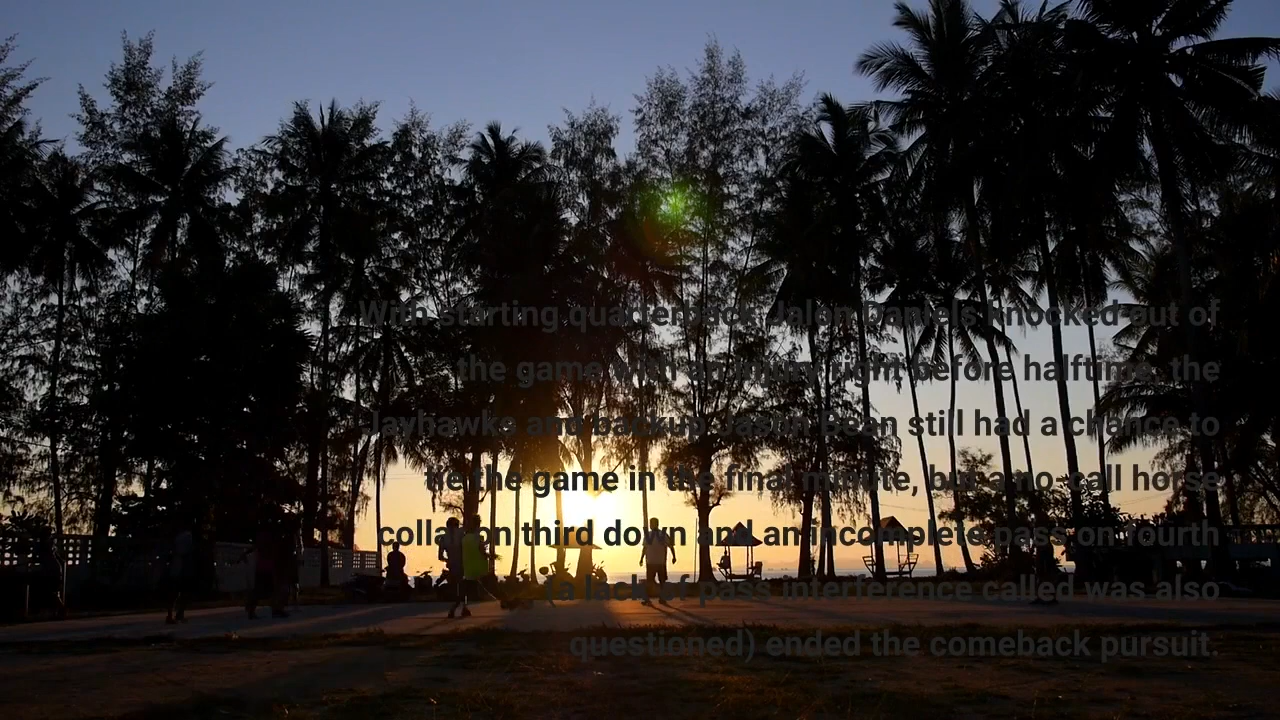 With starting quarterback Jalon Daniels knocked out of
the game with an injury right before halftime, the
Jayhawks and backup Jason Bean still had a chance to
tie the game in the final minute, but a no-call horse
collar on third down and an incomplete pass on fourth
(a lack of pass interference called was also
questioned) ended the comeback pursuit.